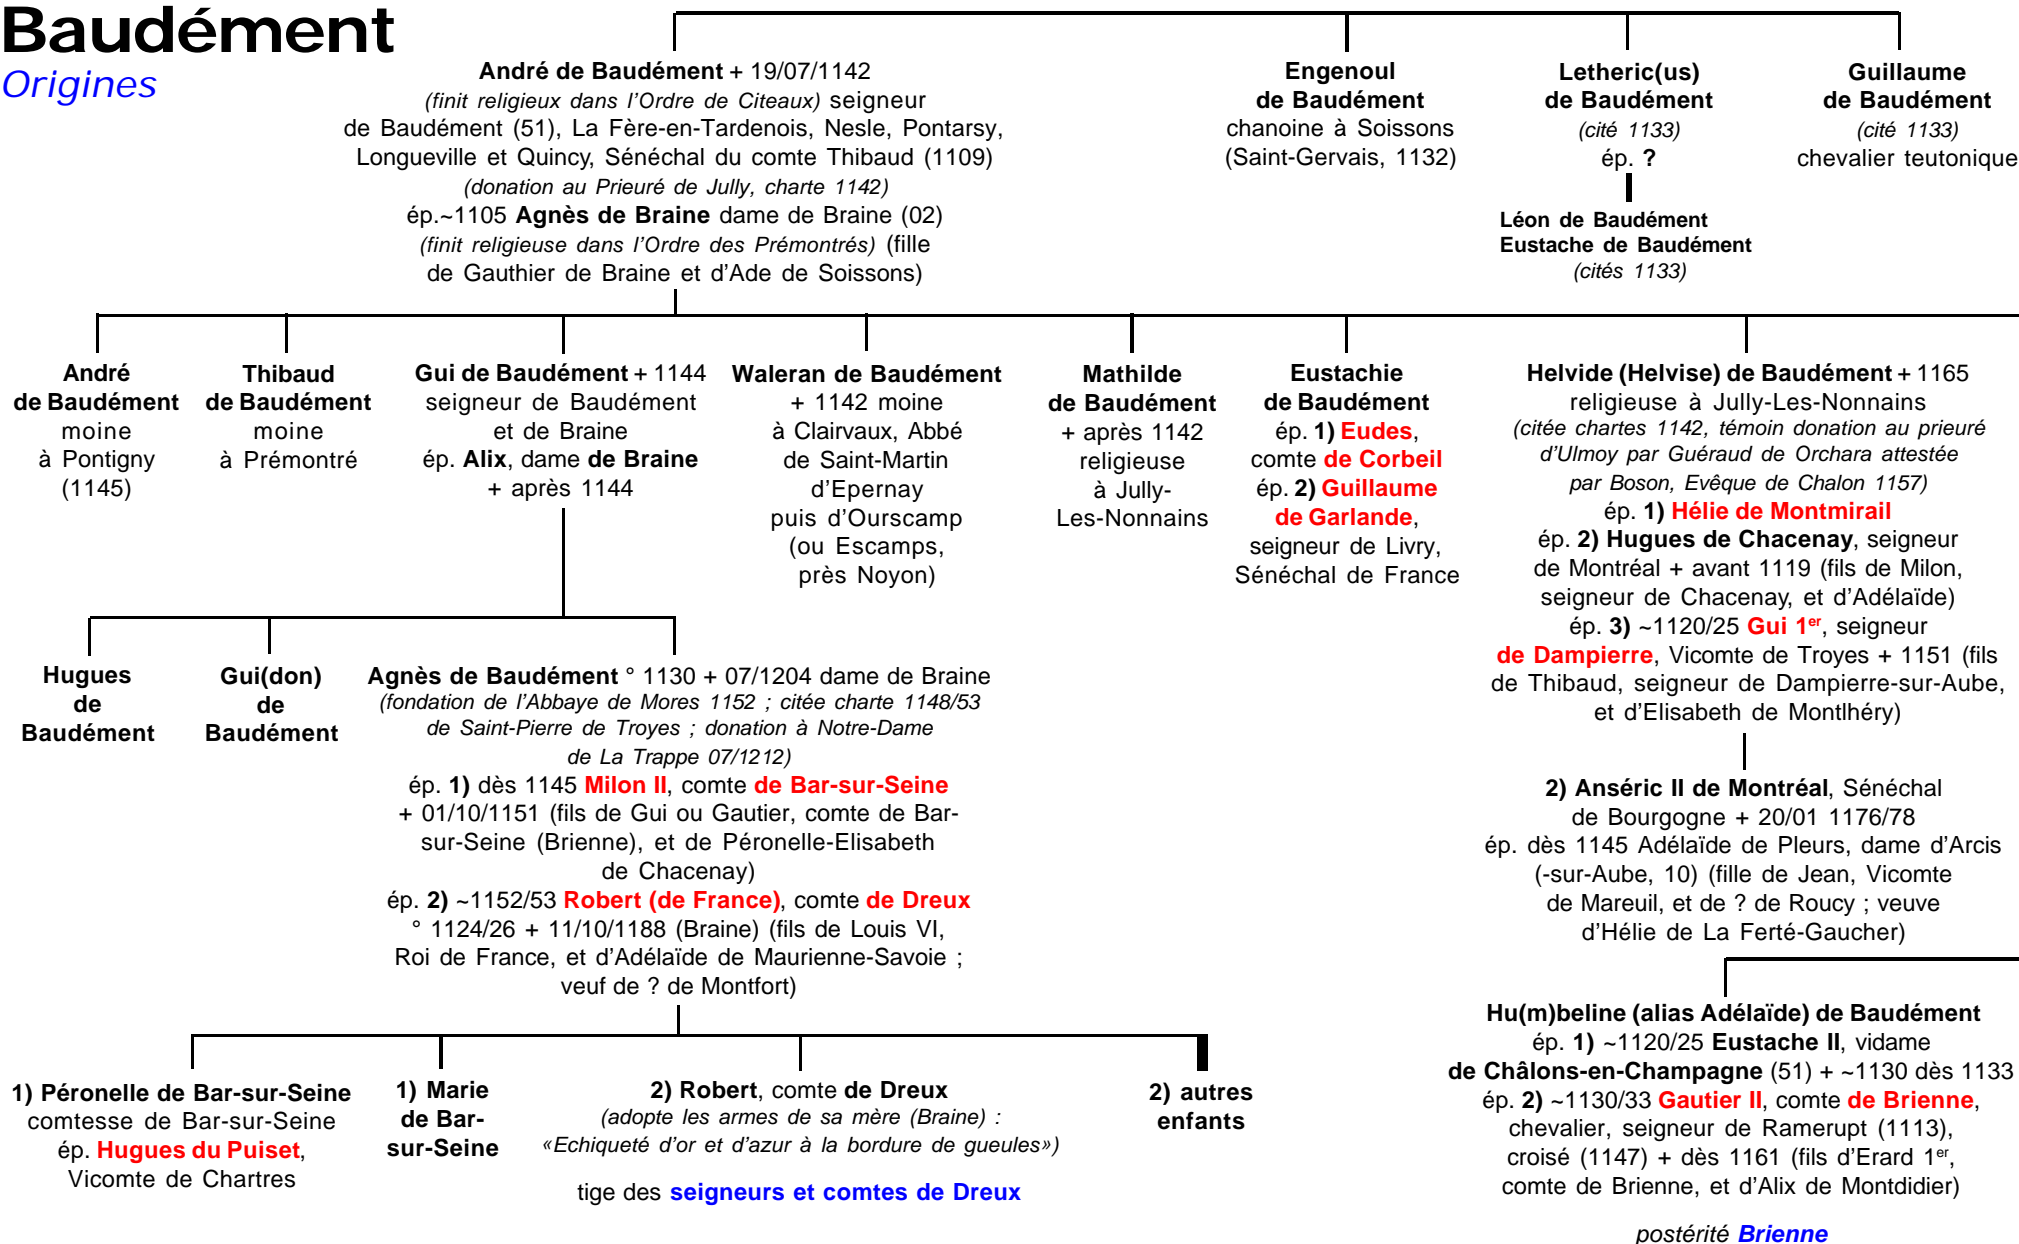 Baudément
Origines
André de Baudément + 19/07/1142
(finit religieux dans l’Ordre de Citeaux) seigneur
de Baudément (51), La Fère-en-Tardenois, Nesle, Pontarsy,
Longueville et Quincy, Sénéchal du comte Thibaud (1109)
(donation au Prieuré de Jully, charte 1142)
ép.~1105 Agnès de Braine dame de Braine (02)
(finit religieuse dans l’Ordre des Prémontrés) (fille
de Gauthier de Braine et d’Ade de Soissons)
Engenoul
de Baudément
chanoine à Soissons
(Saint-Gervais, 1132)
Letheric(us)
de Baudément
(cité 1133)
ép. ?
Léon de Baudément
Eustache de Baudément
(cités 1133)
Guillaume
de Baudément
(cité 1133)
chevalier teutonique
André
de Baudément
moine
à Pontigny
(1145)
Thibaud
de Baudément
moine
à Prémontré
Gui de Baudément + 1144
seigneur de Baudément
et de Braine
ép. Alix, dame de Braine
+ après 1144
Waleran de Baudément
+ 1142 moine
à Clairvaux, Abbé
de Saint-Martin
d’Epernay
puis d’Ourscamp
(ou Escamps,
près Noyon)
Mathilde
de Baudément
+ après 1142
religieuse
à Jully-
Les-Nonnains
Eustachie
de Baudément
ép. 1) Eudes,
comte de Corbeil
ép. 2) Guillaume
de Garlande,
seigneur de Livry,
Sénéchal de France
Helvide (Helvise) de Baudément + 1165
religieuse à Jully-Les-Nonnains
(citée chartes 1142, témoin donation au prieuré
d’Ulmoy par Guéraud de Orchara attestée
par Boson, Evêque de Chalon 1157)
ép. 1) Hélie de Montmirail
ép. 2) Hugues de Chacenay, seigneur
de Montréal + avant 1119 (fils de Milon,
seigneur de Chacenay, et d’Adélaïde)
ép. 3) ~1120/25 Gui 1er, seigneur
de Dampierre, Vicomte de Troyes + 1151 (fils
de Thibaud, seigneur de Dampierre-sur-Aube,
et d’Elisabeth de Montlhéry)
Hugues
de
Baudément
Gui(don)
de
Baudément
Agnès de Baudément ° 1130 + 07/1204 dame de Braine
(fondation de l’Abbaye de Mores 1152 ; citée charte 1148/53
de Saint-Pierre de Troyes ; donation à Notre-Dame
de La Trappe 07/1212)
ép. 1) dès 1145 Milon II, comte de Bar-sur-Seine
+ 01/10/1151 (fils de Gui ou Gautier, comte de Bar-
sur-Seine (Brienne), et de Péronelle-Elisabeth
de Chacenay)
ép. 2) ~1152/53 Robert (de France), comte de Dreux
° 1124/26 + 11/10/1188 (Braine) (fils de Louis VI,
Roi de France, et d’Adélaïde de Maurienne-Savoie ;
veuf de ? de Montfort)
2) Anséric II de Montréal, Sénéchal
de Bourgogne + 20/01 1176/78
ép. dès 1145 Adélaïde de Pleurs, dame d’Arcis
(-sur-Aube, 10) (fille de Jean, Vicomte
de Mareuil, et de ? de Roucy ; veuve
d’Hélie de La Ferté-Gaucher)
1) Péronelle de Bar-sur-Seine
comtesse de Bar-sur-Seine
ép. Hugues du Puiset,
Vicomte de Chartres
1) Marie
de Bar-
sur-Seine
2) Robert, comte de Dreux
(adopte les armes de sa mère (Braine) :
«Echiqueté d’or et d’azur à la bordure de gueules»)
tige des seigneurs et comtes de Dreux
2) autres
enfants
Hu(m)beline (alias Adélaïde) de Baudément
ép. 1) ~1120/25 Eustache II, vidame
de Châlons-en-Champagne (51) + ~1130 dès 1133
ép. 2) ~1130/33 Gautier II, comte de Brienne,
chevalier, seigneur de Ramerupt (1113),
croisé (1147) + dès 1161 (fils d’Erard 1er,
comte de Brienne, et d’Alix de Montdidier)
postérité Brienne